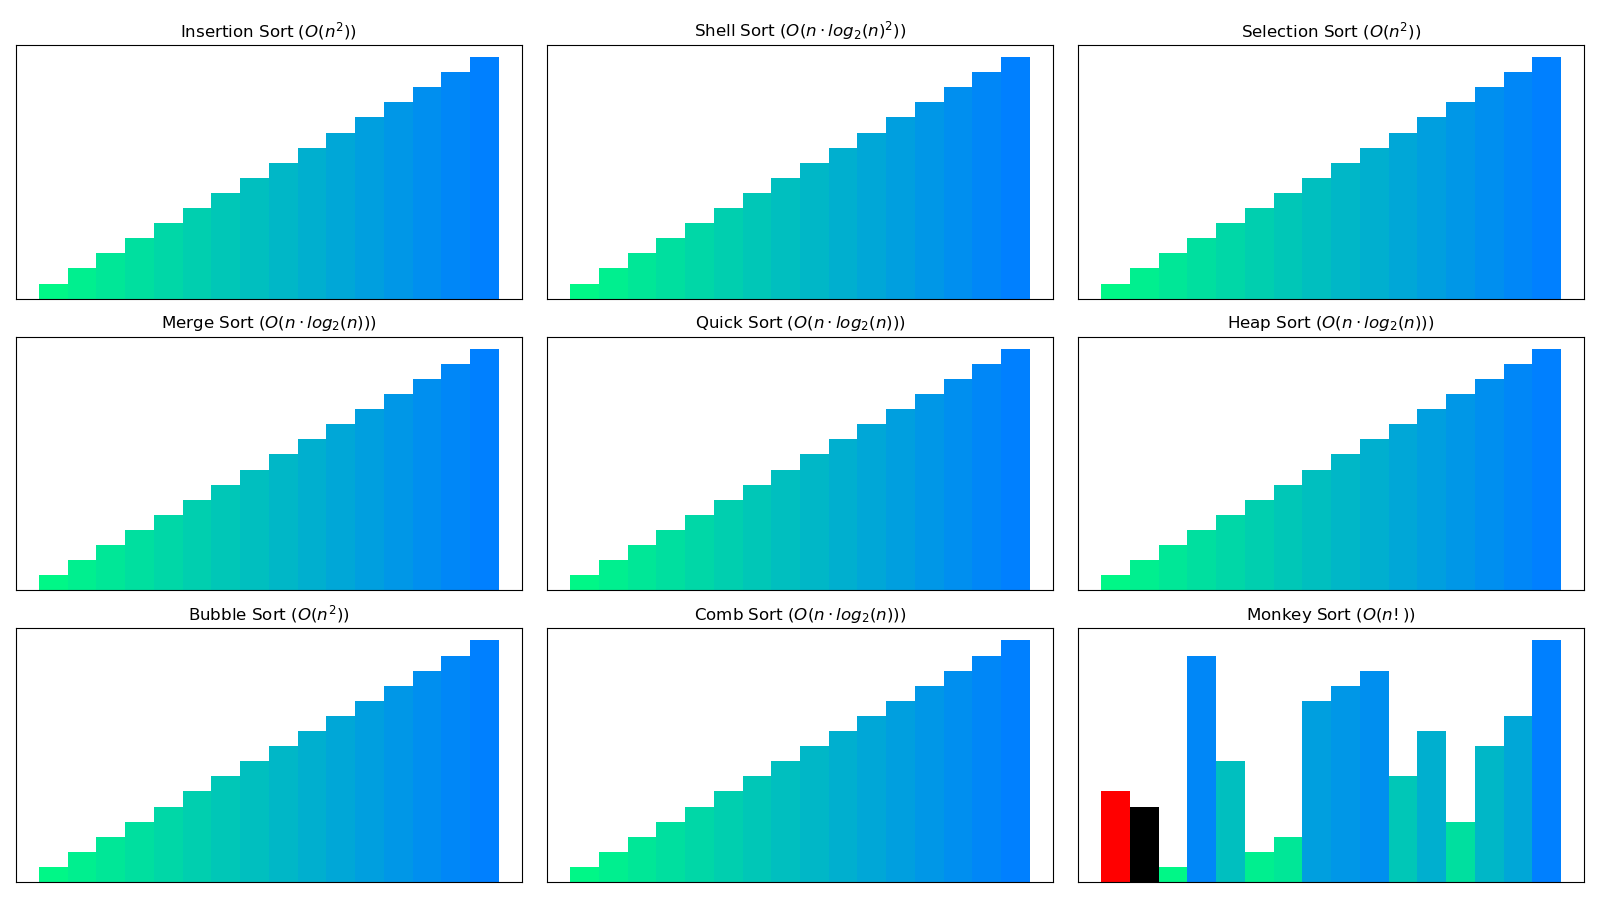 Insertion Sort (O(n²))
Shell Sort (O(n · log₂(n)²))
Selection Sort (O(n²))
Merge Sort (O(n · log₂(n)))
Quick Sort (O(n · log₂(n)))
Heap Sort (O(n · log₂(n)))
Bubble Sort (O(n²))
Comb Sort (O(n · log₂(n)))
Monkey Sort (O(n!))